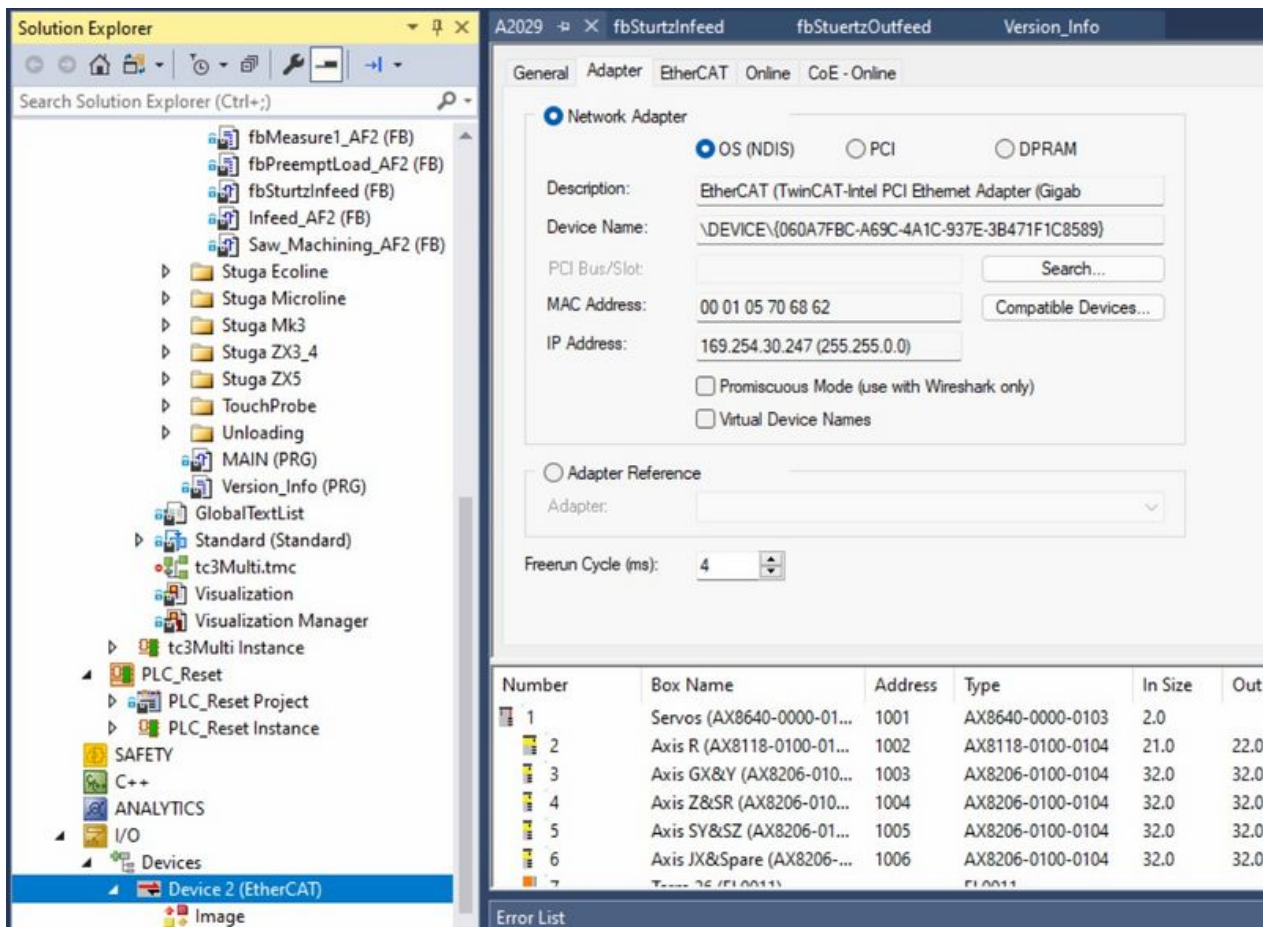 Solution Explorer
Search Solution Explorer (Ctrl+;)
fbMeasure1_AF2 (FB)
fbPreemptLoad_AF2 (FB)
fbSturtzInfeed (FB)
Infeed_AF2 (FB)
Saw_Machining_AF2 (FB)
Stuga Ecoline
Stuga Microline
Stuga Mk3
Stuga ZX3_4
Stuga ZX5
TouchProbe
Unloading
MAIN (PRG)
Version_Info (PRG)
GlobalTextList
Standard (Standard)
tc3Multi.tmc
Visualization
Visualization Manager
tc3Multi Instance
PLC_Reset
PLC_Reset Project
PLC_Reset Instance
SAFETY
C++
ANALYTICS
I/O
Devices
Device 2 (EtherCAT)
Image
A2029 fbSturtzInfeed fbStuertzOutfeed Version_Info
General Adapter EtherCAT Online CoE - Online
Network Adapter
OS (NDIS) PCI DPRAM
Description: EtherCAT (TwinCAT-Intel PCI Ethernet Adapter (Gigab
Device Name: \DEVICE\{060A7FBC-A69C-4A1C-937E-3B471F1C8589}
PCI Bus/Slot: Search...
MAC Address: 00 01 05 70 68 62 Compatible Devices...
IP Address: 169.254.30.247 (255.255.0.0)
Promiscuous Mode (use with Wireshark only)
Virtual Device Names
Adapter Reference
Adapter:
Freerun Cycle (ms): 4
Number Box Name Address Type In Size Out
1 Servos (AX8640-0000-01... 1001 AX8640-0000-0103 2.0
2 Axis R (AX8118-0100-01... 1002 AX8118-0100-0104 21.0 22.0
3 Axis GX&Y (AX8206-010... 1003 AX8206-0100-0104 32.0 32.0
4 Axis Z&SR (AX8206-010... 1004 AX8206-0100-0104 32.0 32.0
5 Axis SY&SZ (AX8206-01... 1005 AX8206-0100-0104 32.0 32.0
6 Axis JX&Spare (AX8206-... 1006 AX8206-0100-0104 32.0 32.0
Error List